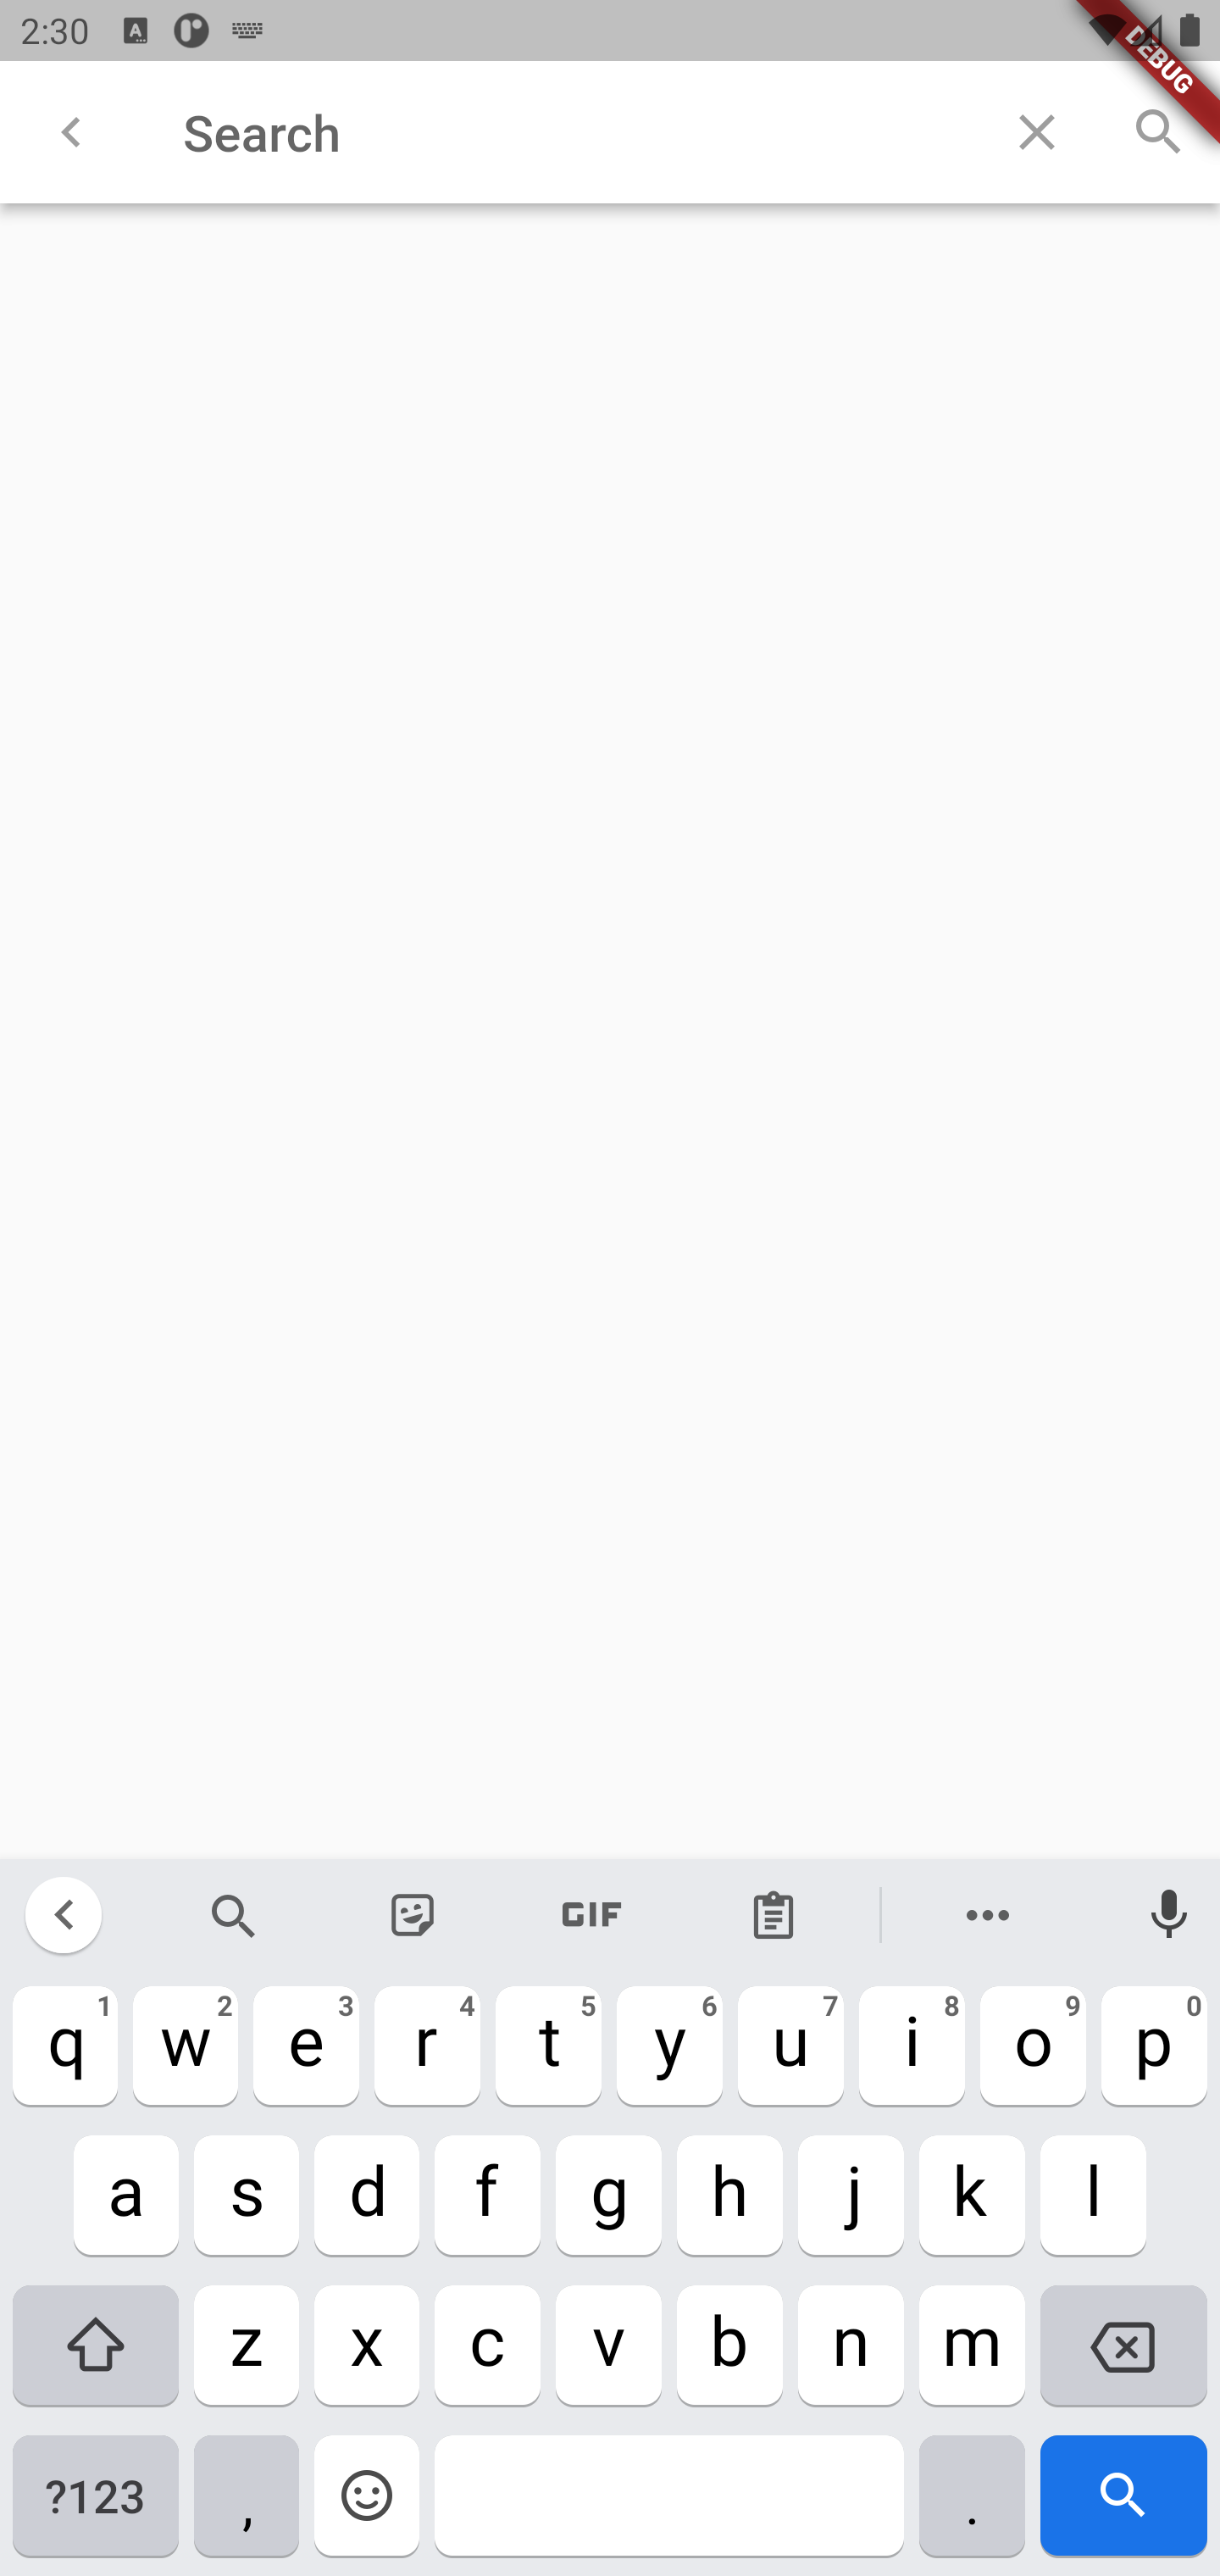 2:30
DEBUG
Search
GIF
q 1 w 2 e 3 r 4 t 5 y 6 u 7 i 8 o 9 p 0
a s d f g h j k l
z x c v b n m
?123 , .